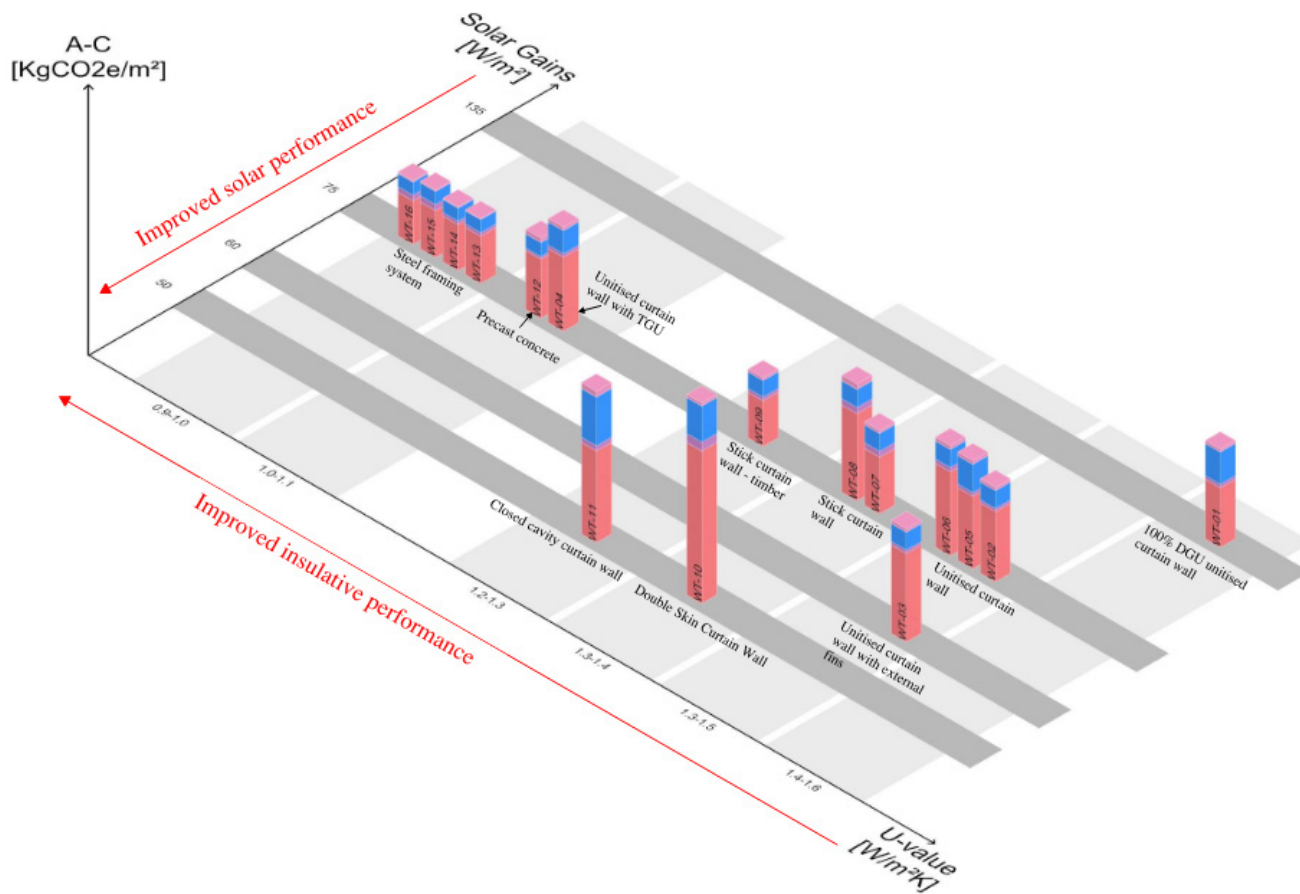 A-C
[KgCO2e/m²]
Solar Gains
[W/m²]
Improved solar performance
135
75
60
50
WT-16
WT-15
WT-14
WT-13
Steel framing
system
WT-12
WT-04
Precast concrete
Unitised curtain
wall with TGU
WT-11
Closed cavity curtain wall
WT-10
Double Skin Curtain Wall
WT-09
Stick curtain
wall - timber
WT-08
WT-07
Stick curtain
wall
WT-06
WT-05
WT-02
Unitised curtain
wall
WT-03
Unitised curtain
wall with external
fins
WT-01
100% DGU unitised
curtain wall
0.9-1.0
1.0-1.1
1.2-1.3
1.3-1.4
1.3-1.5
1.4-1.6
Improved insulative performance
U-value
[W/m²K]